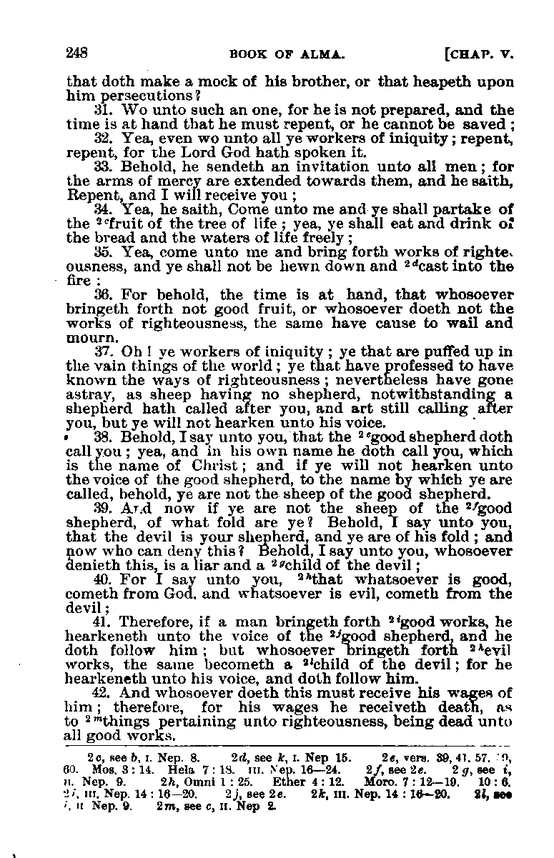 248 BOOK OF ALMA. [CHAP. V.
that doth make a mock of his brother, or that heapeth upon
him persecutions?
31. Wo unto such an one, for he is not prepared, and the
time is at hand that he must repent, or he cannot be saved;
32. Yea, even wo unto all ye workers of iniquity; repent,
repent, for the Lord God hath spoken it.
33. Behold, he sendeth an invitation unto all men; for
the arms of mercy are extended towards them, and he saith,
Repent, and I will receive you;
34. Yea, he saith, Come unto me and ye shall partake of
the 2cfruit of the tree of life; yea, ye shall eat and drink of
the bread and the waters of life freely;
35. Yea, come unto me and bring forth works of righte-
ousness, and ye shall not be hewn down and 2dcast into the
fire:
36. For behold, the time is at hand, that whosoever
bringeth forth not good fruit, or whosoever doeth not the
works of righteousness, the same have cause to wail and
mourn.
37. Oh! ye workers of iniquity; ye that are puffed up in
the vain things of the world; ye that have professed to have
known the ways of righteousness; nevertheless have gone
astray, as sheep having no shepherd, notwithstanding a
shepherd hath called after you, and art still calling after
you, but ye will not hearken unto his voice.
38. Behold, I say unto you, that the 2egood shepherd doth
call you; yea, and in his own name he doth call you, which
is the name of Christ; and if ye will not hearken unto
the voice of the good shepherd, to the name by which ye are
called, behold, ye are not the sheep of the good shepherd.
39. And now if ye are not the sheep of the 2fgood
shepherd, of what fold are ye? Behold, I say unto you,
that the devil is your shepherd, and ye are of his fold; and
now who can deny this? Behold, I say unto you, whosoever
denieth this, is a liar and a 2gchild of the devil;
40. For I say unto you, 2hthat whatsoever is good,
cometh from God, and whatsoever is evil, cometh from the
devil;
41. Therefore, if a man bringeth forth 2igood works, he
hearkeneth unto the voice of the 2jgood shepherd, and he
doth follow him; but whosoever bringeth forth 2kevil
works, the same becometh a 2lchild of the devil; for he
hearkeneth unto his voice, and doth follow him.
42. And whosoever doeth this must receive his wages of
him; therefore, for his wages he receiveth death, as
to 2mthings pertaining unto righteousness, being dead unto
all good works.
2c, see b, I. Nep. 8. 2d, see k, I. Nep 15. 2e, vers. 39, 41. 57.
60. Mos. 3:14. Hela 7:18. III. Nep. 16—24. 2f, see 2e. 2g, see i,
II. Nep. 9. 2h, Omni 1:25. Ether 4:12. Moro. 7:12—19. 10:6.
2i, III. Nep. 14:16—20. 2j, see 2e. 2k, III. Nep. 14:16—20. 2l, see
i, II Nep. 9. 2m, see c, II. Nep 2.